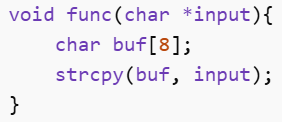 void func(char *input){
    char buf[8];
    strcpy(buf, input);
}